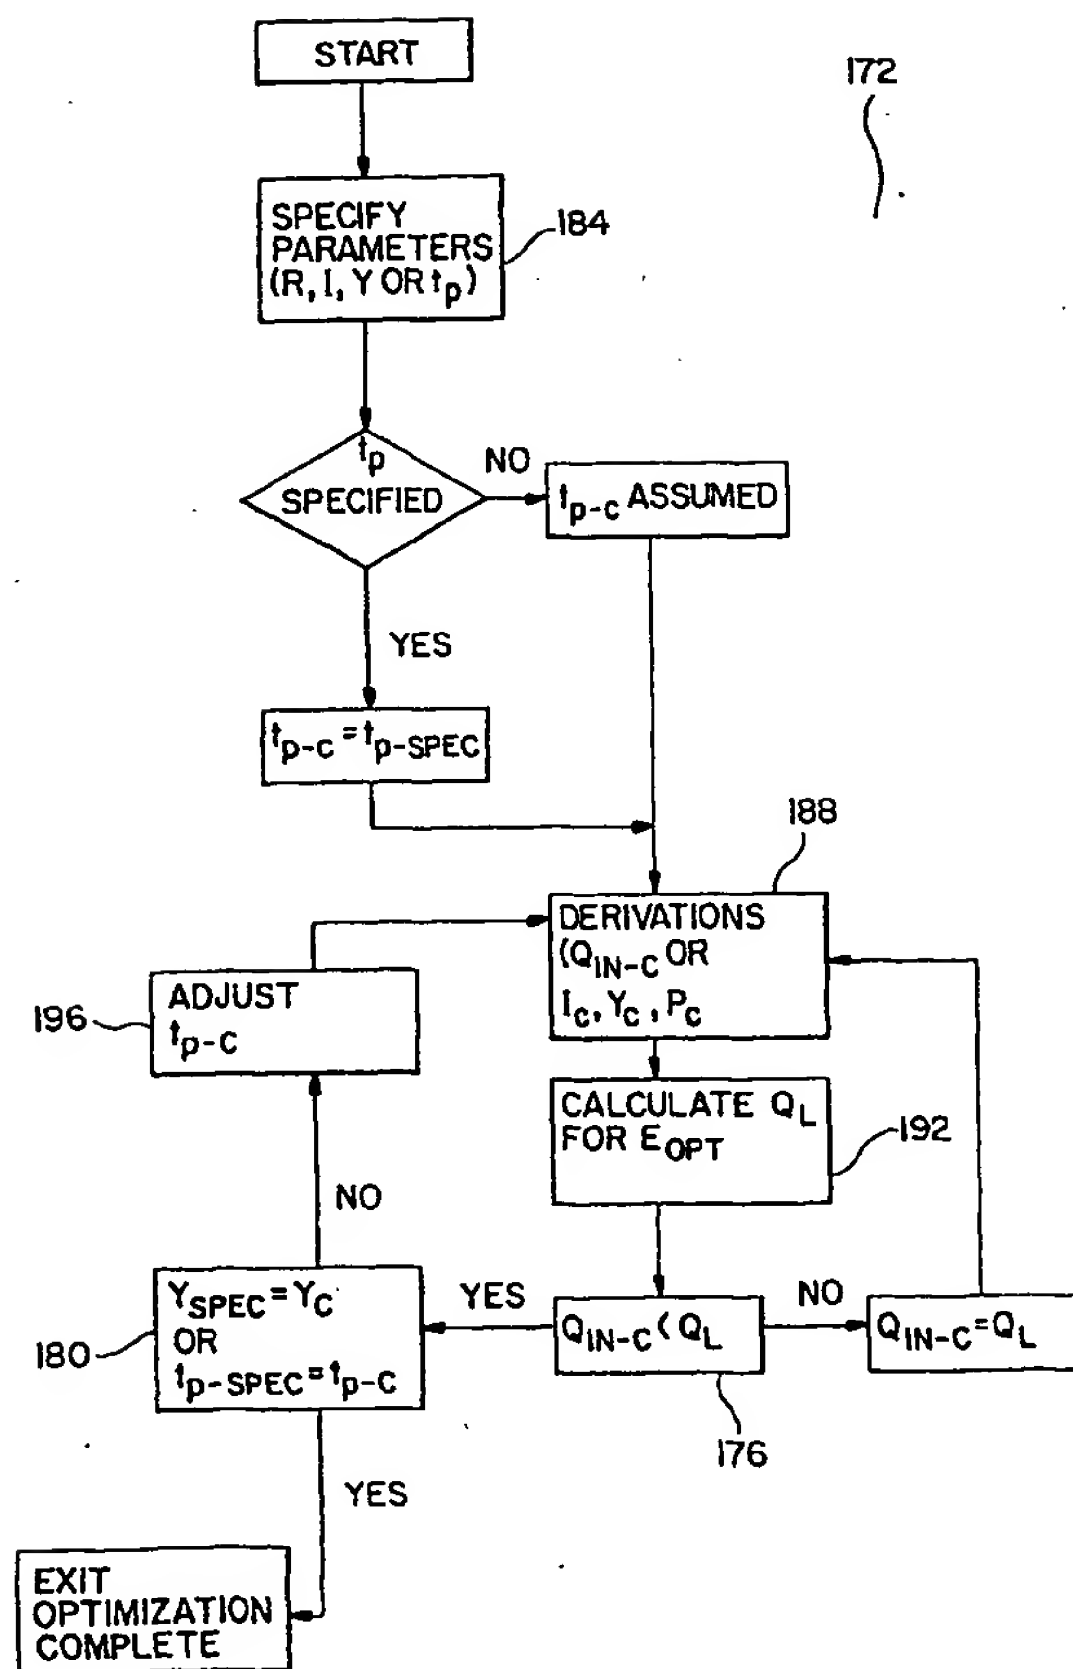 START
172
SPECIFY
PARAMETERS
(R, I, Y OR tp)
184
tp
SPECIFIED
NO
tp-c ASSUMED
YES
tp-c = tp-SPEC
188
DERIVATIONS
(QIN-C OR
Ic, Yc, Pc
ADJUST
tp-c
196
CALCULATE QL
FOR EOPT
192
NO
YSPEC = YC
OR
tp-SPEC = tp-C
180
YES
QIN-C < QL
NO
QIN-C = QL
176
YES
EXIT
OPTIMIZATION
COMPLETE